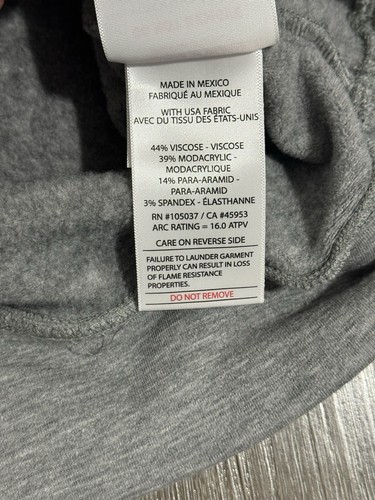 MADE IN MEXICO
FABRIQUÉ AU MEXIQUE
WITH USA FABRIC
AVEC DU TISSU DES ÉTATS-UNIS
44% VISCOSE - VISCOSE
39% MODACRYLIC -
MODACRYLIQUE
14% PARA-ARAMID -
PARA-ARAMID
3% SPANDEX - ÉLASTHANNE
RN #105037 / CA #45953
ARC RATING = 16.0 ATPV
CARE ON REVERSE SIDE
FAILURE TO LAUNDER GARMENT
PROPERLY CAN RESULT IN LOSS
OF FLAME RESISTANCE
PROPERTIES.
DO NOT REMOVE